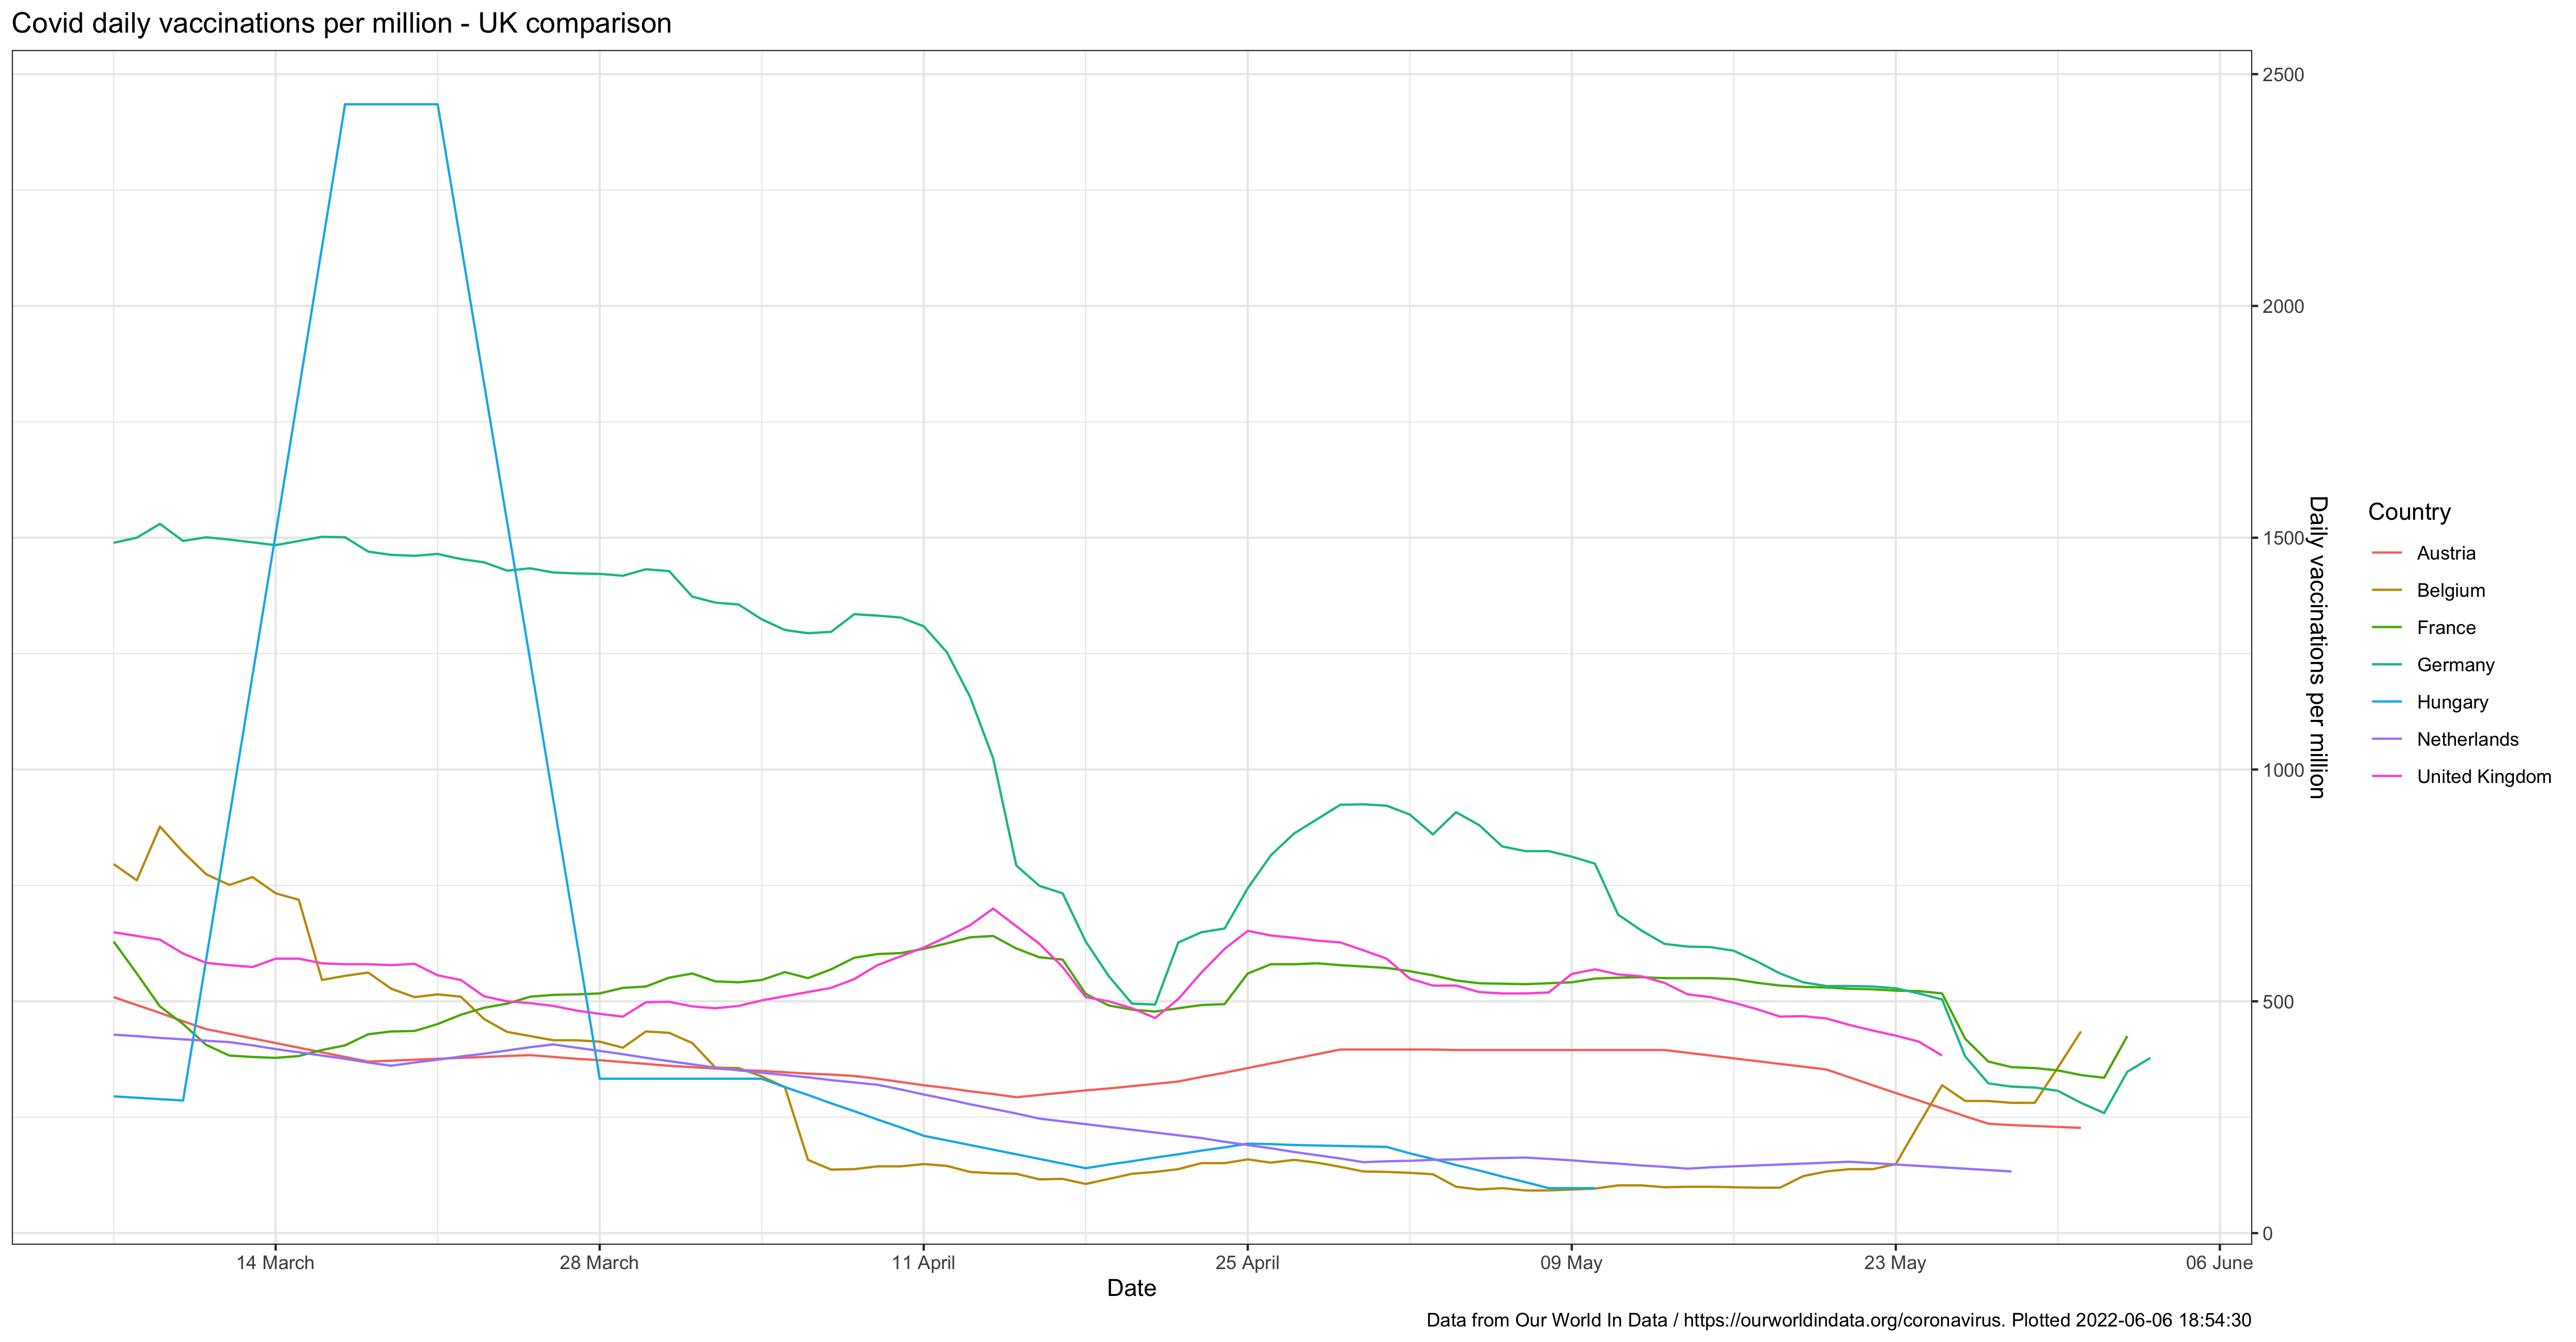 Covid daily vaccinations per million - UK comparison
2500
2000
1500
1000
500
0
Daily vaccinations per million
14 March
28 March
11 April
25 April
09 May
23 May
06 June
Date
Country
Austria
Belgium
France
Germany
Hungary
Netherlands
United Kingdom
Data from Our World In Data / https://ourworldindata.org/coronavirus. Plotted 2022-06-06 18:54:30